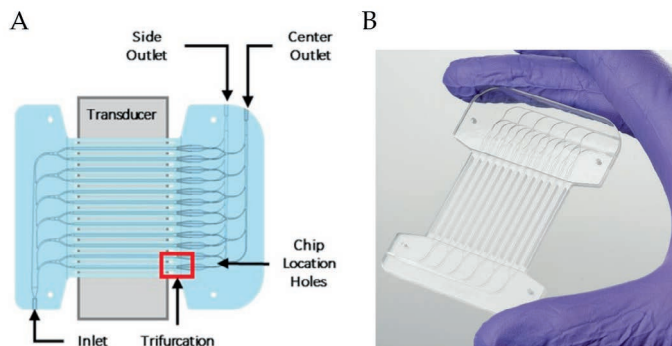 A
B
Side
Outlet
Center
Outlet
Transducer
Chip
Location
Holes
Inlet
Trifurcation